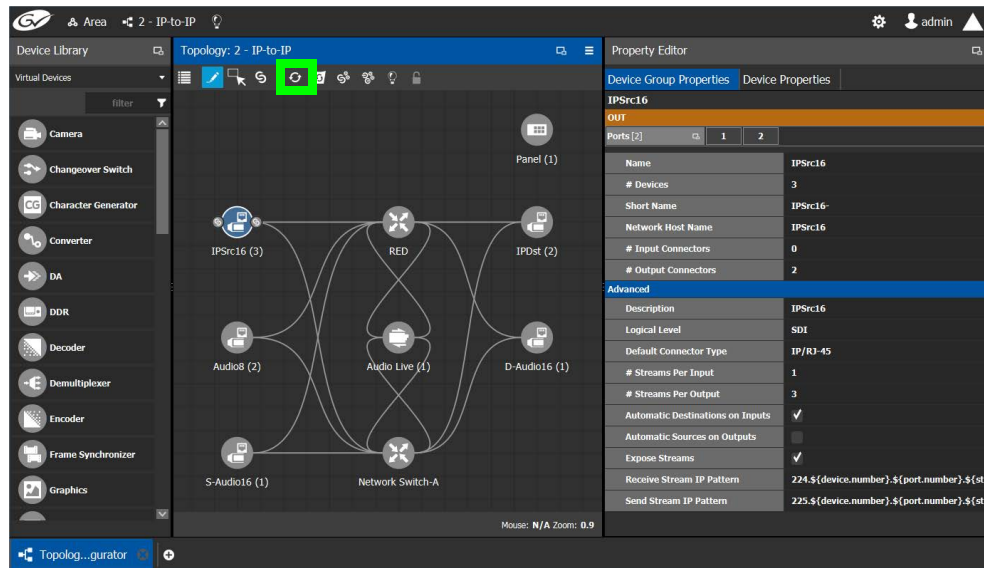 GV Area 2 - IP-to-IP admin
Device Library
Virtual Devices
filter
Camera
Changeover Switch
CG Character Generator
Converter
DA
DDR
Decoder
Demultiplexer
Encoder
Frame Synchronizer
Graphics
Topology: 2 - IP-to-IP
Panel (1)
IPSrc16 (3)
RED
IPDst (2)
Audio8 (2)
Audio Live (1)
D-Audio16 (1)
S-Audio16 (1)
Network Switch-A
Mouse: N/A Zoom: 0.9
Property Editor
Device Group Properties Device Properties
IPSrc16
OUT
Ports [2] 1 2
Name IPSrc16
# Devices 3
Short Name IPSrc16-
Network Host Name IPSrc16
# Input Connectors 0
# Output Connectors 2
Advanced
Description IPSrc16
Logical Level SDI
Default Connector Type IP/RJ-45
# Streams Per Input 1
# Streams Per Output 3
Automatic Destinations on Inputs
Automatic Sources on Outputs
Expose Streams
Receive Stream IP Pattern 224.${device.number}.${port.number}.${st
Send Stream IP Pattern 225.${device.number}.${port.number}.${st
Topolog...gurator